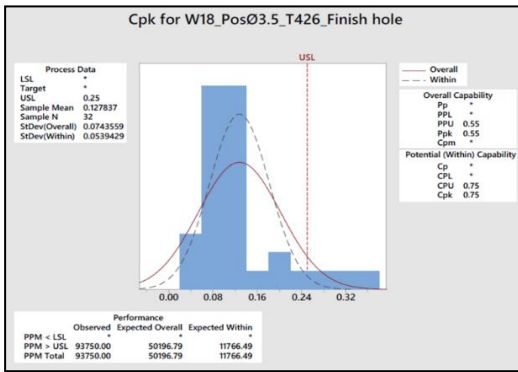 Cpk for W18_PosØ3.5_T426_Finish hole
Process Data
LSL *
Target *
USL 0.25
Sample Mean 0.127837
Sample N 32
StDev(Overall) 0.0743559
StDev(Within) 0.0539429
USL
Overall
Within
Overall Capability
Pp *
PPL *
PPU 0.55
Ppk 0.55
Cpm *
Potential (Within) Capability
Cp *
CPL *
CPU 0.75
Cpk 0.75
0.00 0.08 0.16 0.24 0.32
Performance
Observed Expected Overall Expected Within
PPM < LSL * * *
PPM > USL 93750.00 50196.79 11766.49
PPM Total 93750.00 50196.79 11766.49